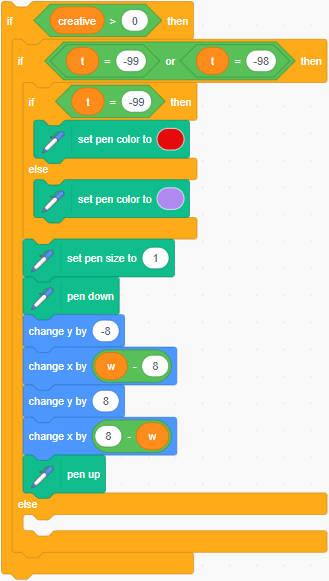 if creative > 0 then
if t = -99 or t = -98 then
if t = -99 then
set pen color to
else
set pen color to
set pen size to 1
pen down
change y by -8
change x by w - 8
change y by 8
change x by 8 - w
pen up
else